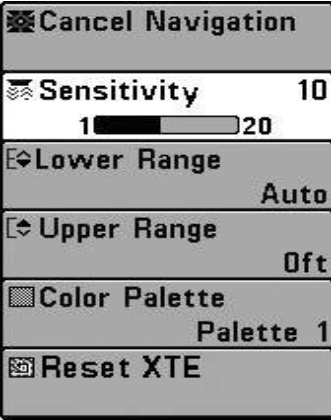 Cancel Navigation
Sensitivity 10
1 20
Lower Range
Auto
Upper Range
0ft
Color Palette
Palette 1
Reset XTE